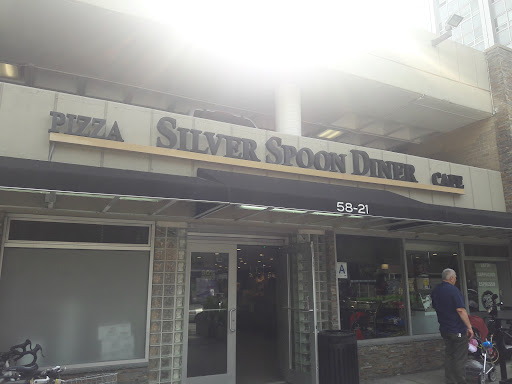 PIZZA SILVER SPOON DINER CAFE
58-21
A